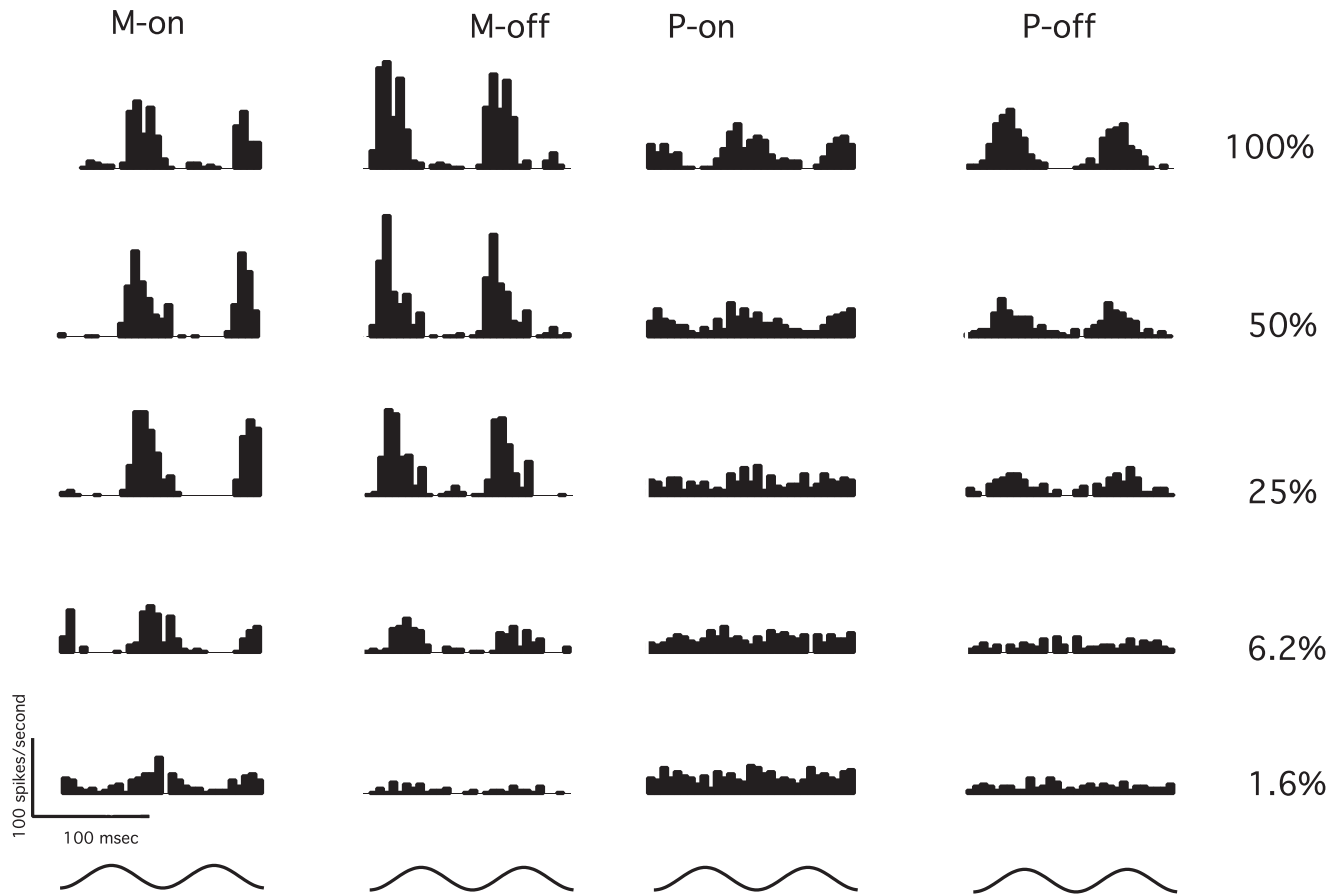 M-on
M-off
P-on
P-off
100%
50%
25%
6.2%
1.6%
100 spikes/second
100 msec